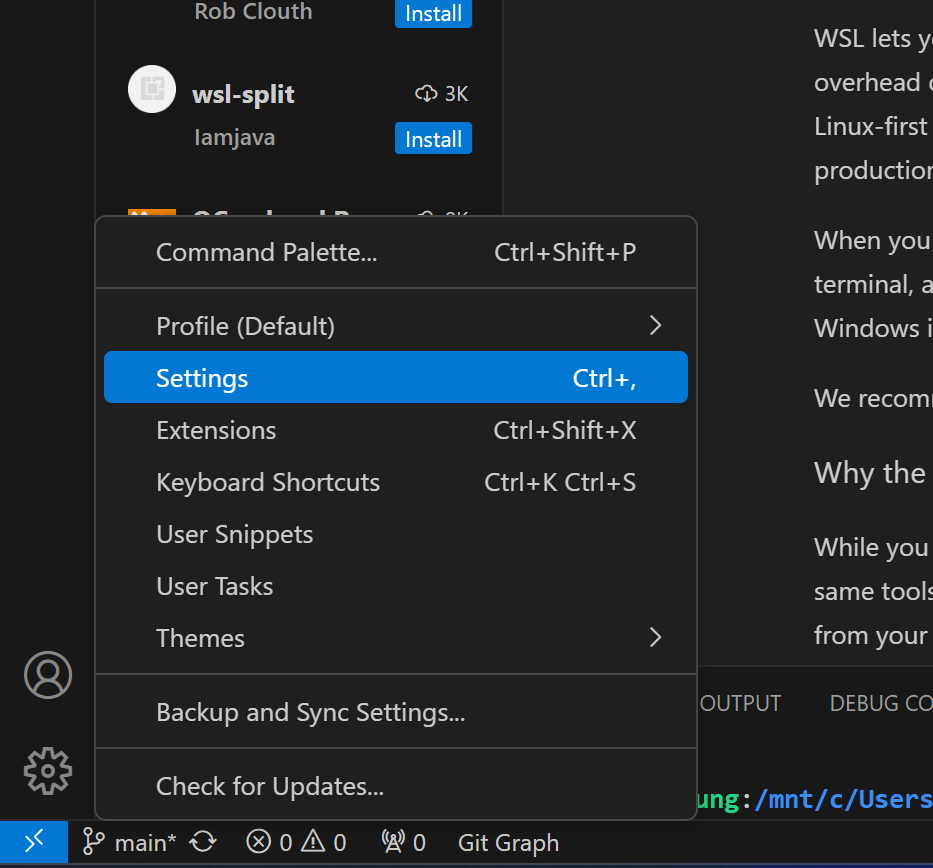 Rob Clouth
Install
wsl-split 3K
Iamjava
Install
Command Palette... Ctrl+Shift+P
Profile (Default)
Settings Ctrl+,
Extensions Ctrl+Shift+X
Keyboard Shortcuts Ctrl+K Ctrl+S
User Snippets
User Tasks
Themes
Backup and Sync Settings...
Check for Updates...
WSL lets
overhead
Linux-first
production
When you
terminal,
Windows
We
Why the
While you
same tools
from your
OUTPUT DEBUG
ung:/mnt/c/Users
main* 0 0 0 Git Graph